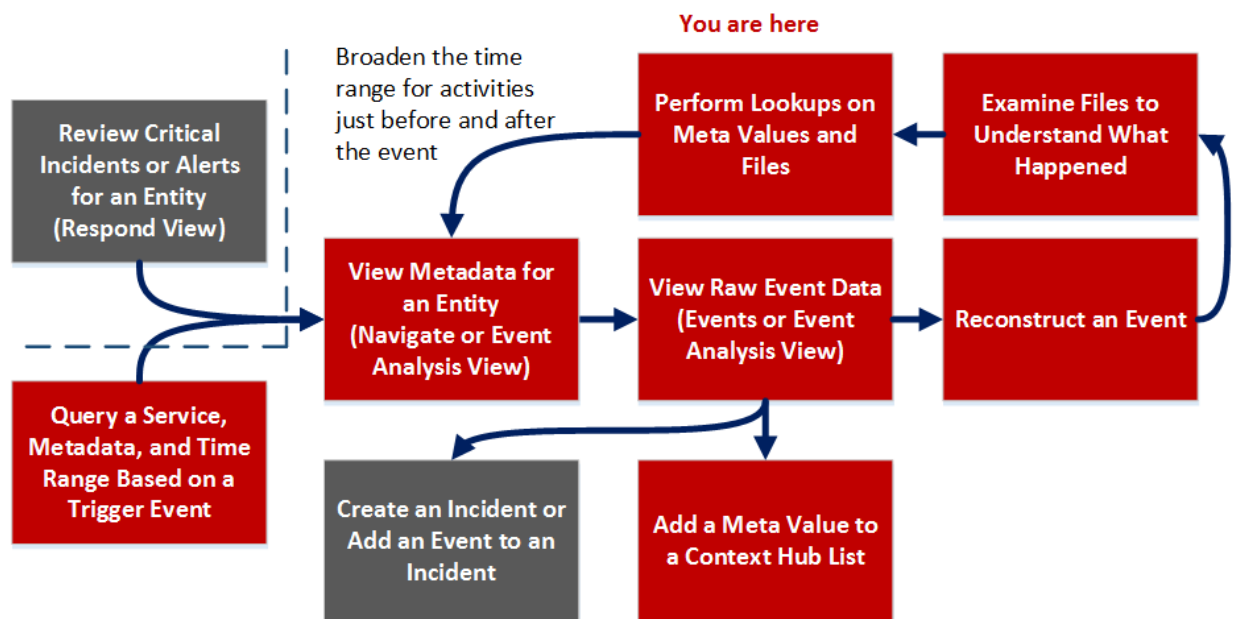 You are here
Broaden the time
range for activities
just before and after
the event
Perform Lookups on
Meta Values and
Files
Examine Files to
Understand What
Happened
Review Critical
Incidents or Alerts
for an Entity
(Respond View)
View Metadata for
an Entity
(Navigate or Event
Analysis View)
View Raw Event Data
(Events or Event
Analysis View)
Reconstruct an Event
Query a Service,
Metadata, and Time
Range Based on a
Trigger Event
Create an Incident or
Add an Event to an
Incident
Add a Meta Value to
a Context Hub List